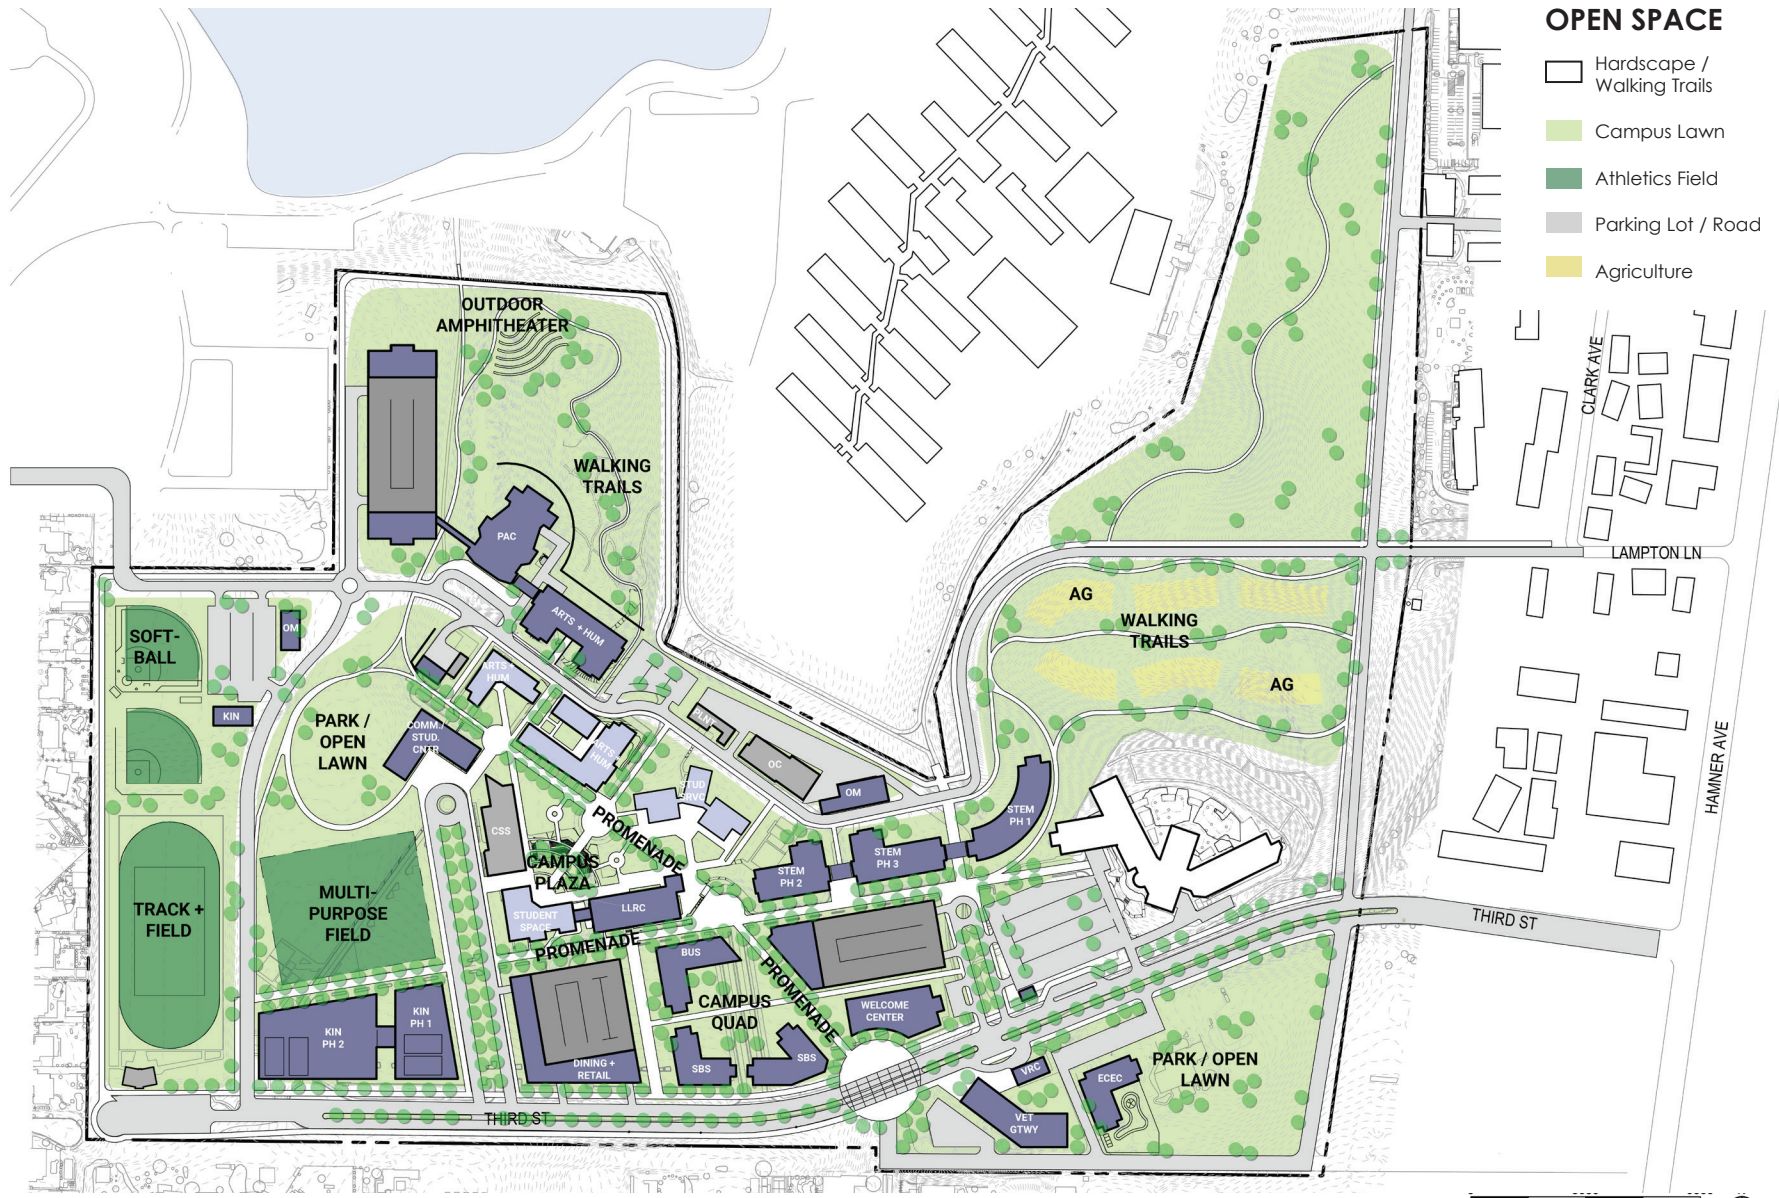 OPEN SPACE
Hardscape /
Walking Trails
Campus Lawn
Athletics Field
Parking Lot / Road
Agriculture
OUTDOOR
AMPHITHEATER
WALKING
TRAILS
PAC
ARTS + HUM
CLARK AVE
LAMPTON LN
HAMNER AVE
AG
WALKING
TRAILS
AG
SOFT-
BALL
OM
KIN
PARK /
OPEN
LAWN
COMM./
STUD.
CNTR
ARTS +
HUM
ARTS +
HUM
PLNT
OC
OM
STUD
SRVC
CSS
PROMENADE
CAMPUS
PLAZA
STEM
PH 1
STEM
PH 3
STEM
PH 2
STUDENT
SPACE
LLRC
PROMENADE
TRACK +
FIELD
MULTI-
PURPOSE
FIELD
THIRD ST
BUS
PROMENADE
CAMPUS
QUAD
WELCOME
CENTER
KIN
PH 1
KIN
PH 2
DINING +
RETAIL
SBS
SBS
VRC
ECEC
PARK / OPEN
LAWN
VET
GTWY
THIRD ST